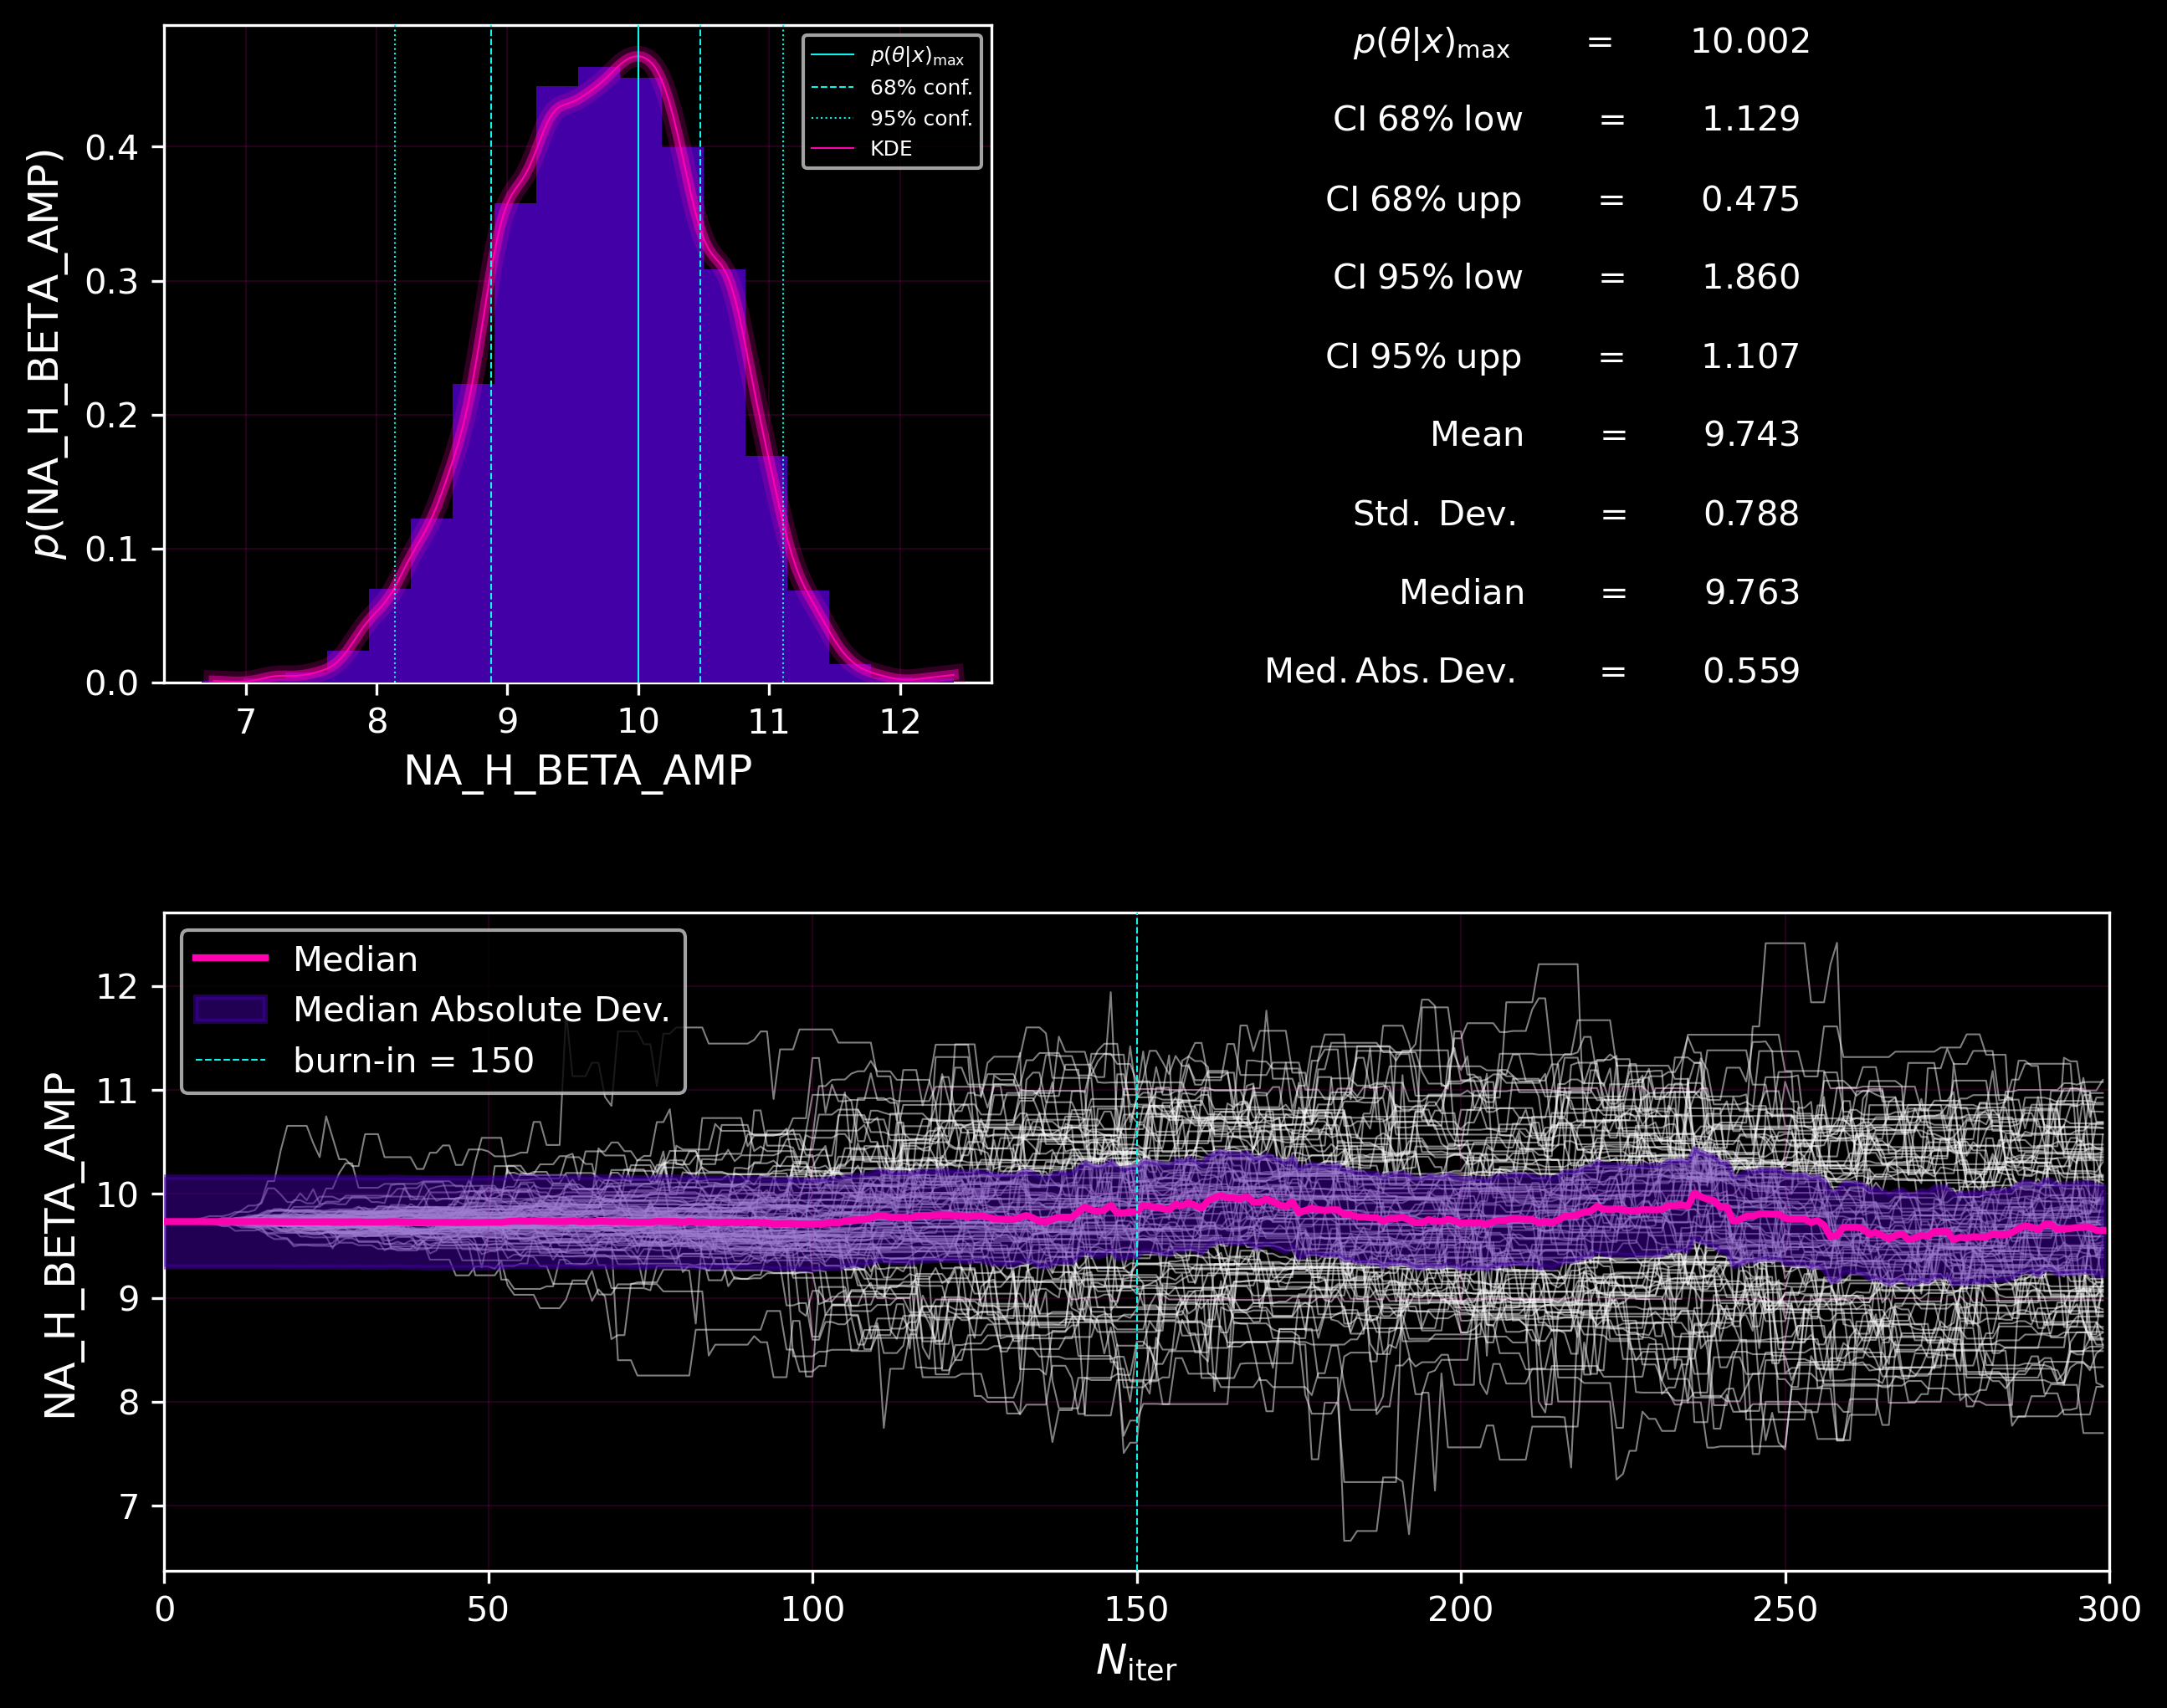 p(NA_H_BETA_AMP)
0.4
0.3
0.2
0.1
0.0
7 8 9 10 11 12
NA_H_BETA_AMP
p(θ|x)max
68% conf.
95% conf.
KDE
p(θ|x)max = 10.002
CI 68% low = 1.129
CI 68% upp = 0.475
CI 95% low = 1.860
CI 95% upp = 1.107
Mean = 9.743
Std. Dev. = 0.788
Median = 9.763
Med. Abs. Dev. = 0.559
NA_H_BETA_AMP
12
11
10
9
8
7
Median
Median Absolute Dev.
burn-in = 150
0 50 100 150 200 250 300
Niter